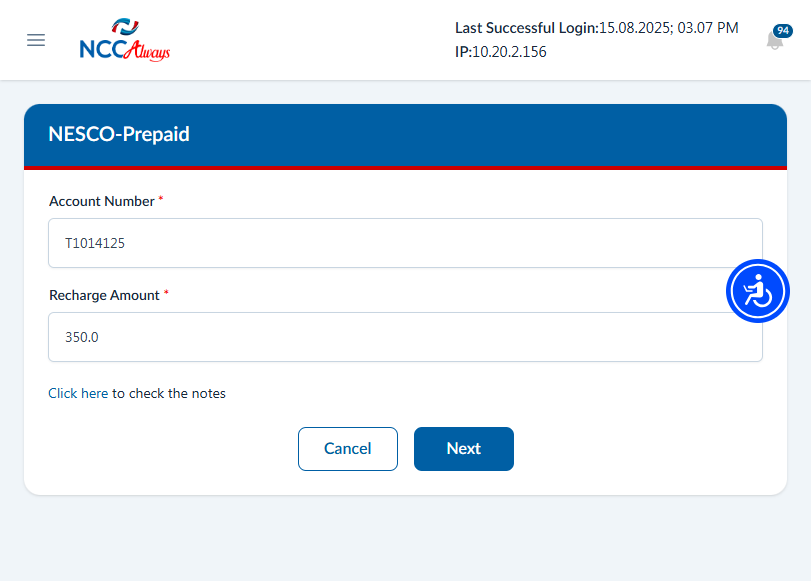 NCC Always
Last Successful Login:15.08.2025; 03.07 PM
IP:10.20.2.156
94
NESCO-Prepaid
Account Number *
T1014125
Recharge Amount *
350.0
Click here to check the notes
Cancel
Next